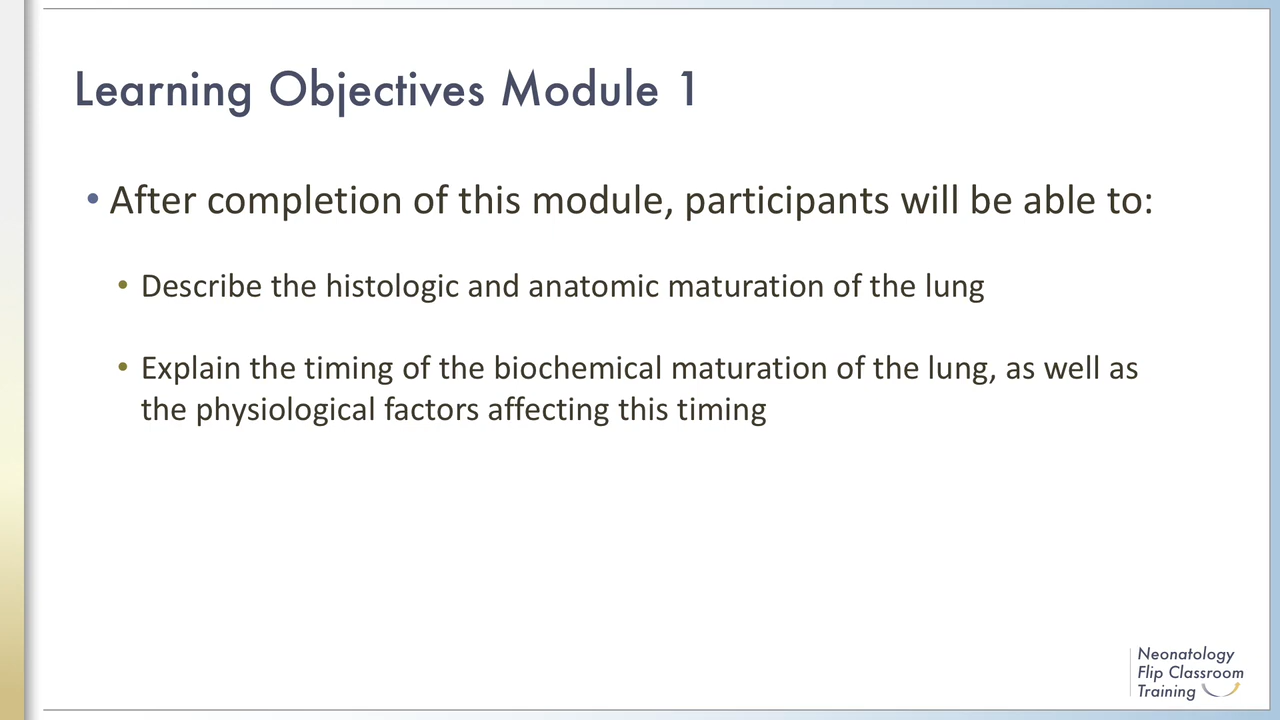 Learning Objectives Module 1
• After completion of this module, participants will be able to:
• Describe the histologic and anatomic maturation of the lung
• Explain the timing of the biochemical maturation of the lung, as well as
the physiological factors affecting this timing
Neonatology
Flip Classroom
Training